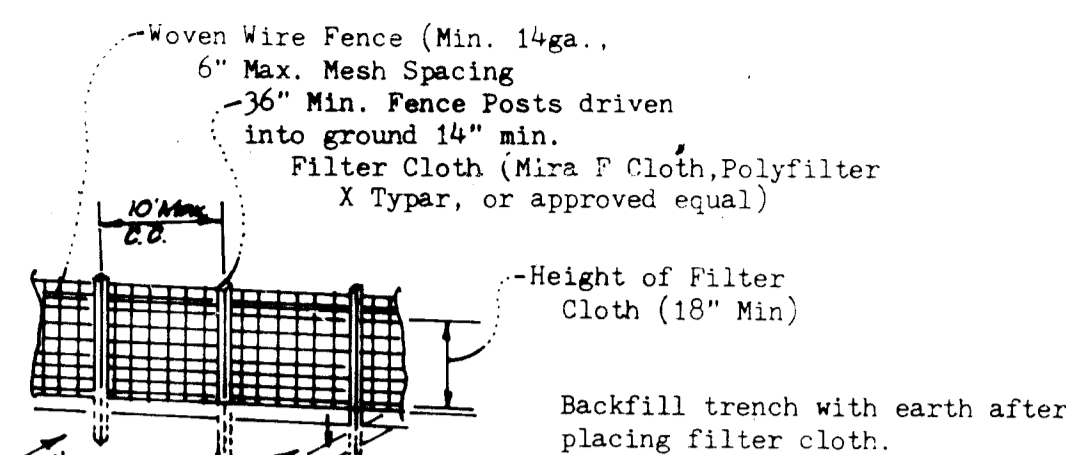 Woven Wire Fence (Min. 14ga.,
6" Max. Mesh Spacing
36" Min. Fence Posts driven
into ground 14" min.
Filter Cloth (Mira F Cloth,Polyfilter
X Typar, or approved equal)
10' Max.
C.C.
Height of Filter
Cloth (18" Min)
Backfill trench with earth after
placing filter cloth.